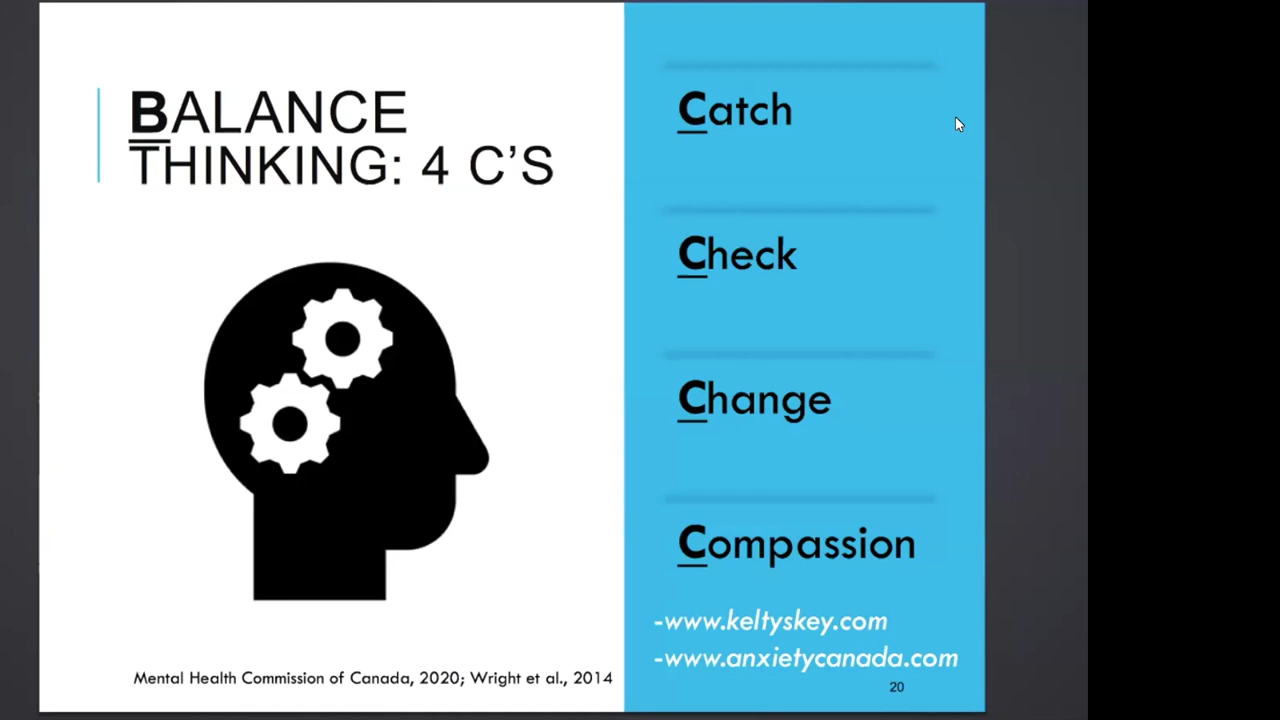 BALANCE
THINKING: 4 C’S
Catch
Check
Change
Compassion
-www.keltyskey.com
-www.anxietycanada.com
Mental Health Commission of Canada, 2020; Wright et al., 2014
20